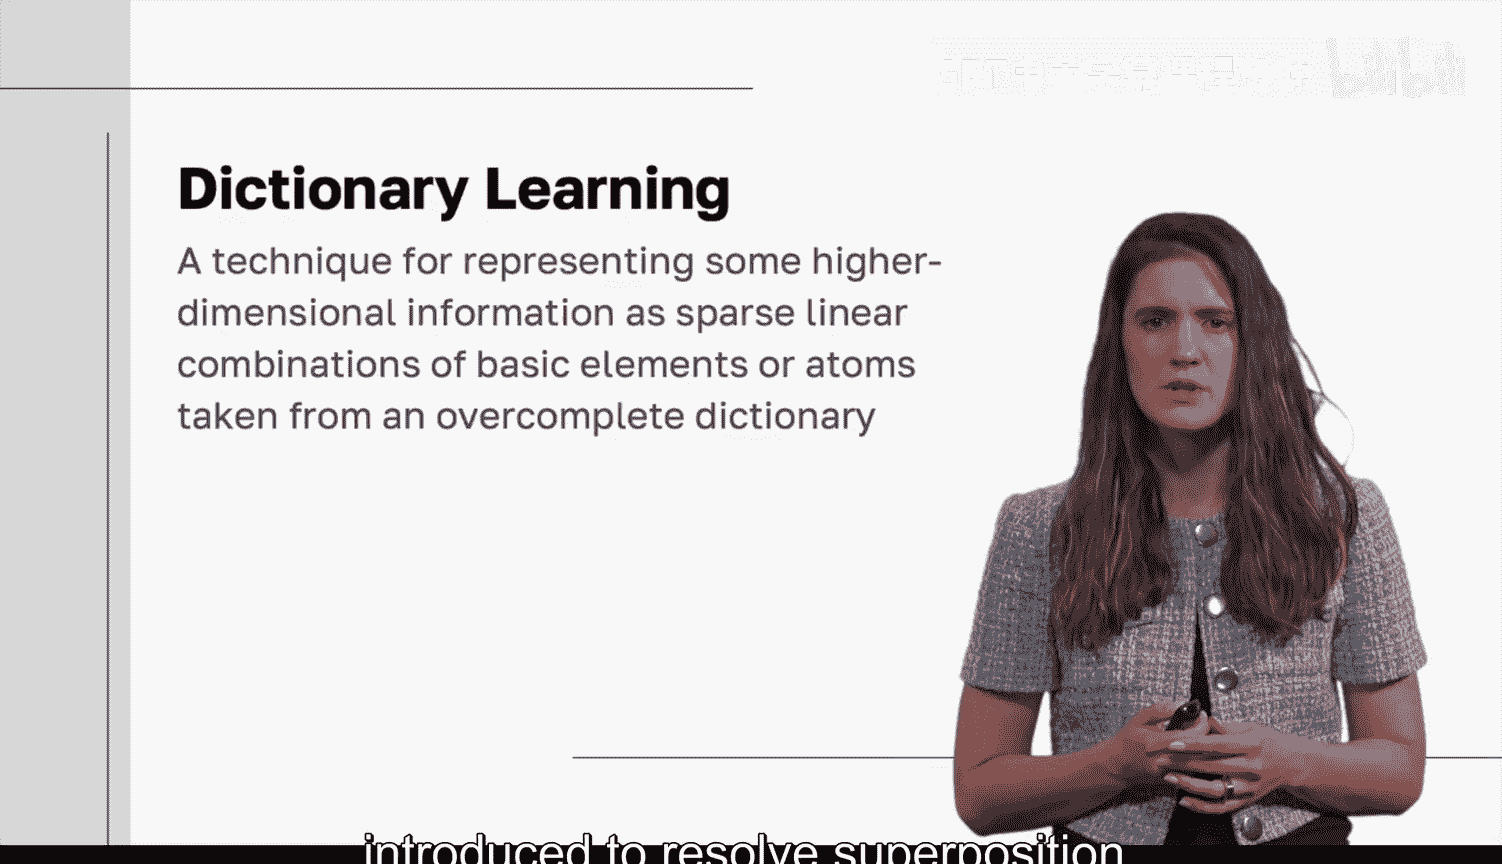 Dictionary Learning
A technique for representing some higher-
dimensional information as sparse linear
combinations of basic elements or atoms
taken from an overcomplete dictionary
introduced to resolve superposition